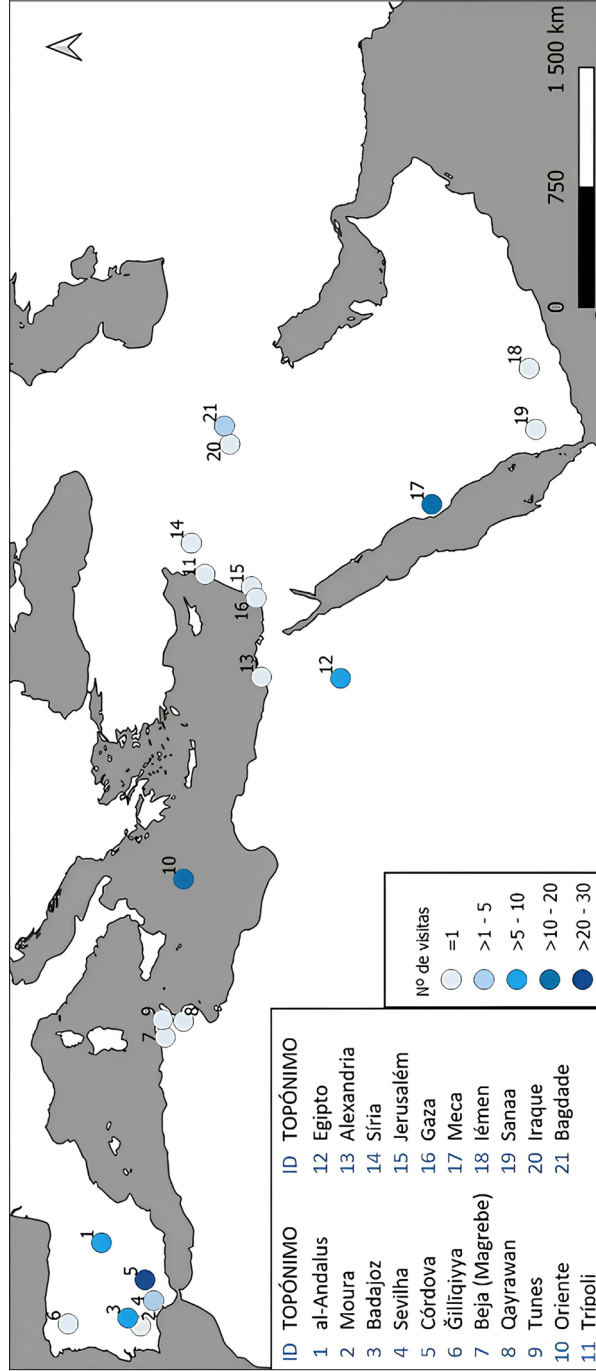 6
1
3
5
4
2
7
9
8
10
11
14
15
16
13
12
20
21
17
19
18
0 750 1 500 km
ID TOPÓNIMO ID TOPÓNIMO
1 al-Andalus 12 Egipto
2 Moura 13 Alexandria
3 Badajoz 14 Síria
4 Sevilha 15 Jerusalém
5 Córdova 16 Gaza
6 Ǧillīqiyya 17 Meca
7 Beja (Magrebe) 18 Iémen
8 Qayrawan 19 Sanaa
9 Tunes 20 Iraque
10 Oriente 21 Bagdade
11 Trípoli
Nº de visitas
=1
>1 - 5
>5 - 10
>10 - 20
>20 - 30